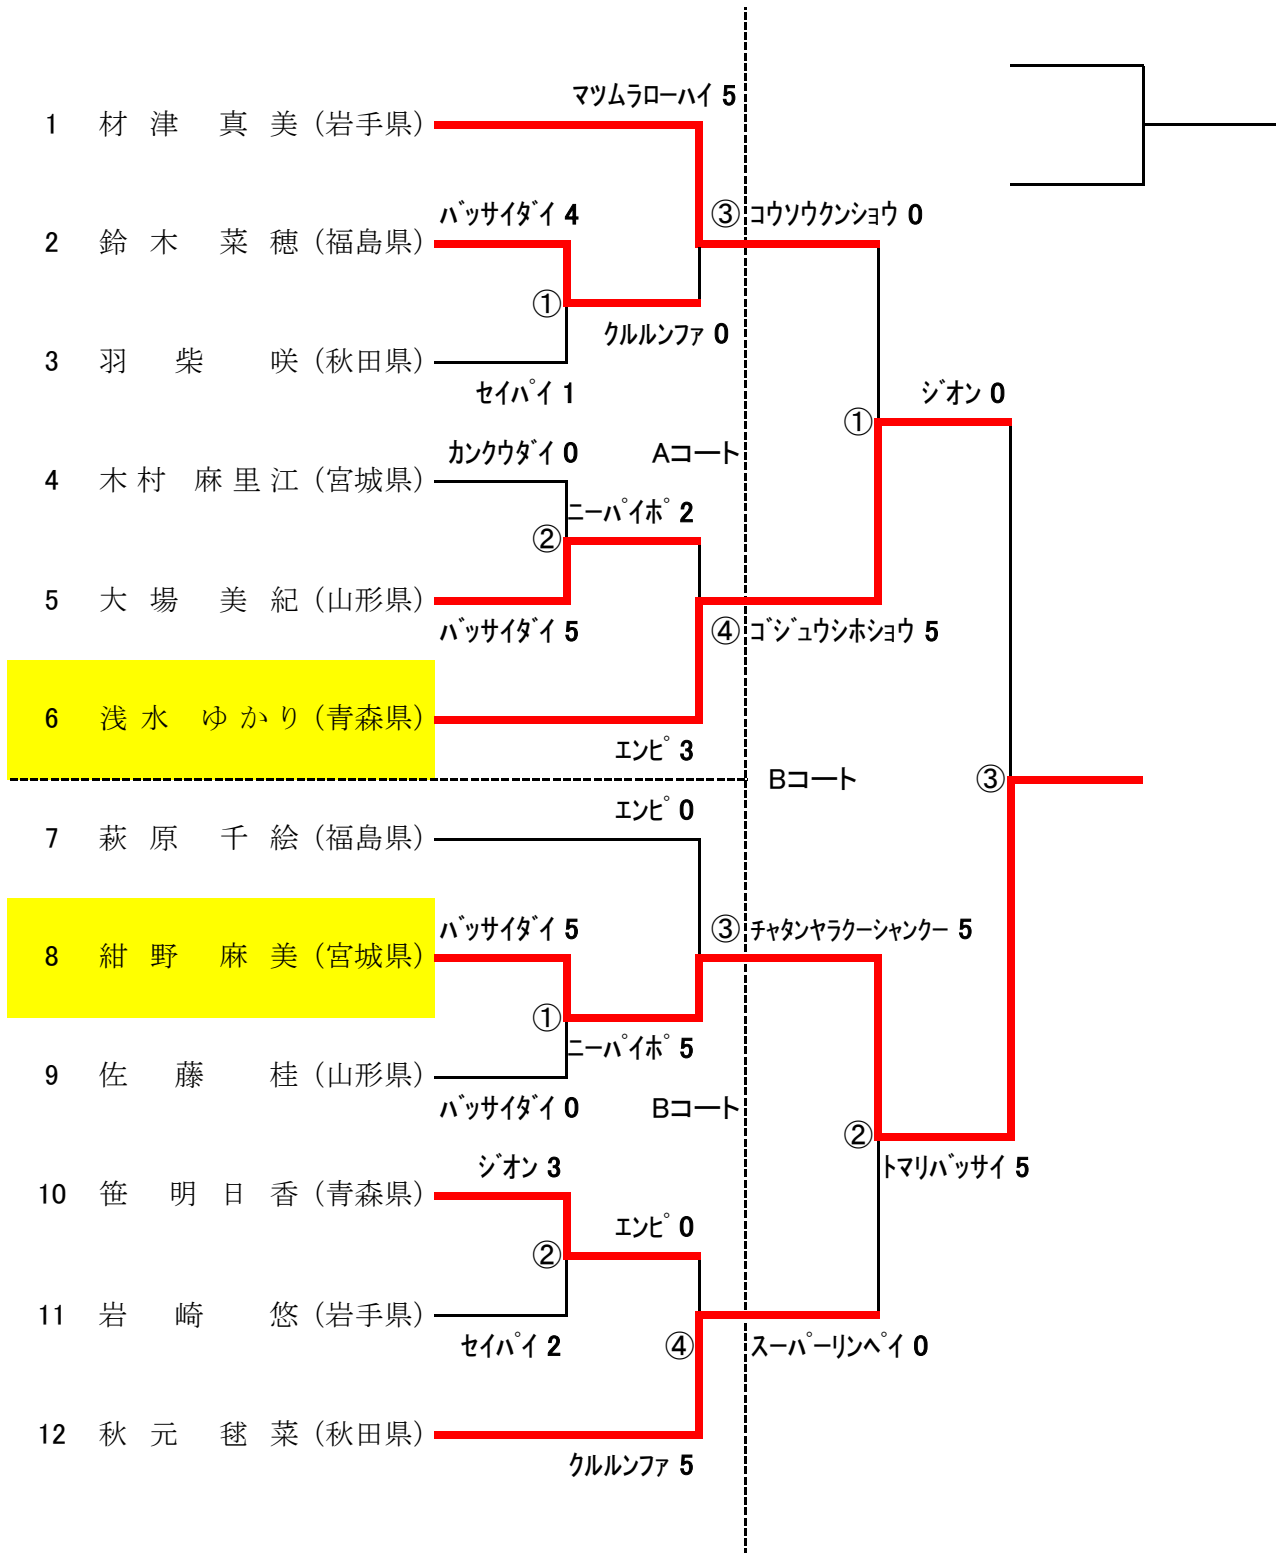 マツムラローハイ 5
1 材津 真美 (岩手県)
バッサイダイ 4
③ コウソウクンショウ 0
2 鈴木 菜穂 (福島県)
①
クルルンファ 0
3 羽柴 咲 (秋田県)
セイパイ 1
ジオン 0
①
カンクウダイ 0
Aコート
4 木村 麻里江 (宮城県)
ニーパイポ 2
②
5 大場 美紀 (山形県)
バッサイダイ 5
④ ゴジュウシホショウ 5
6 浅水 ゆかり (青森県)
エンピ 3
Bコート
③
エンピ 0
7 萩原 千絵 (福島県)
バッサイダイ 5
③ チャタンヤラクーシャンクー 5
8 紺野 麻美 (宮城県)
①
ニーパイポ 5
9 佐藤 桂 (山形県)
バッサイダイ 0
Bコート
②
ジオン 3
トマリバッサイ 5
10 笹 明日香 (青森県)
エンピ 0
②
11 岩崎 悠 (岩手県)
セイパイ 2
④ スーパーリンペイ 0
12 秋元 毬菜 (秋田県)
クルルンファ 5